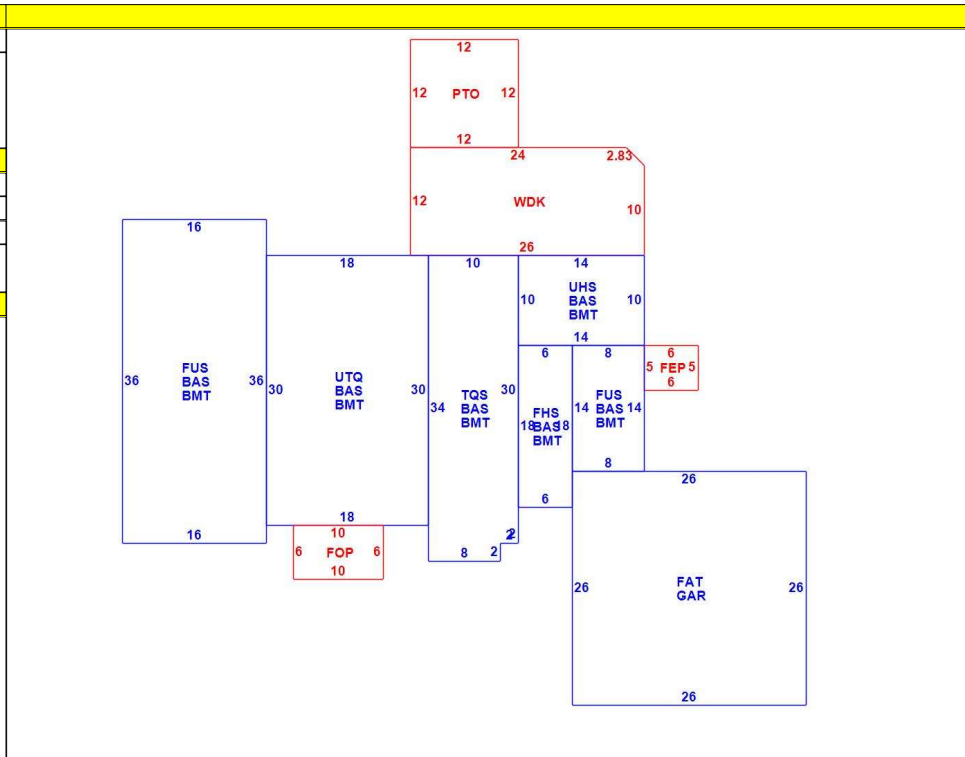 12
12 PTO 12
12
24 2.83
12 WDK 10
26
16
18 10 14
UHS
10 BAS 10
BMT
14
6 8 6
5 FEP 5
6
FUS
36 BAS 36
BMT
UTQ
30 BAS 30
BMT
TQS
34 BAS 30
BMT
FHS
18 BAS 18
BMT
FUS
14 BAS 14
BMT
8
26
6
18
16
10
6 FOP 6
10
2
2
8
FAT
26 GAR 26
26